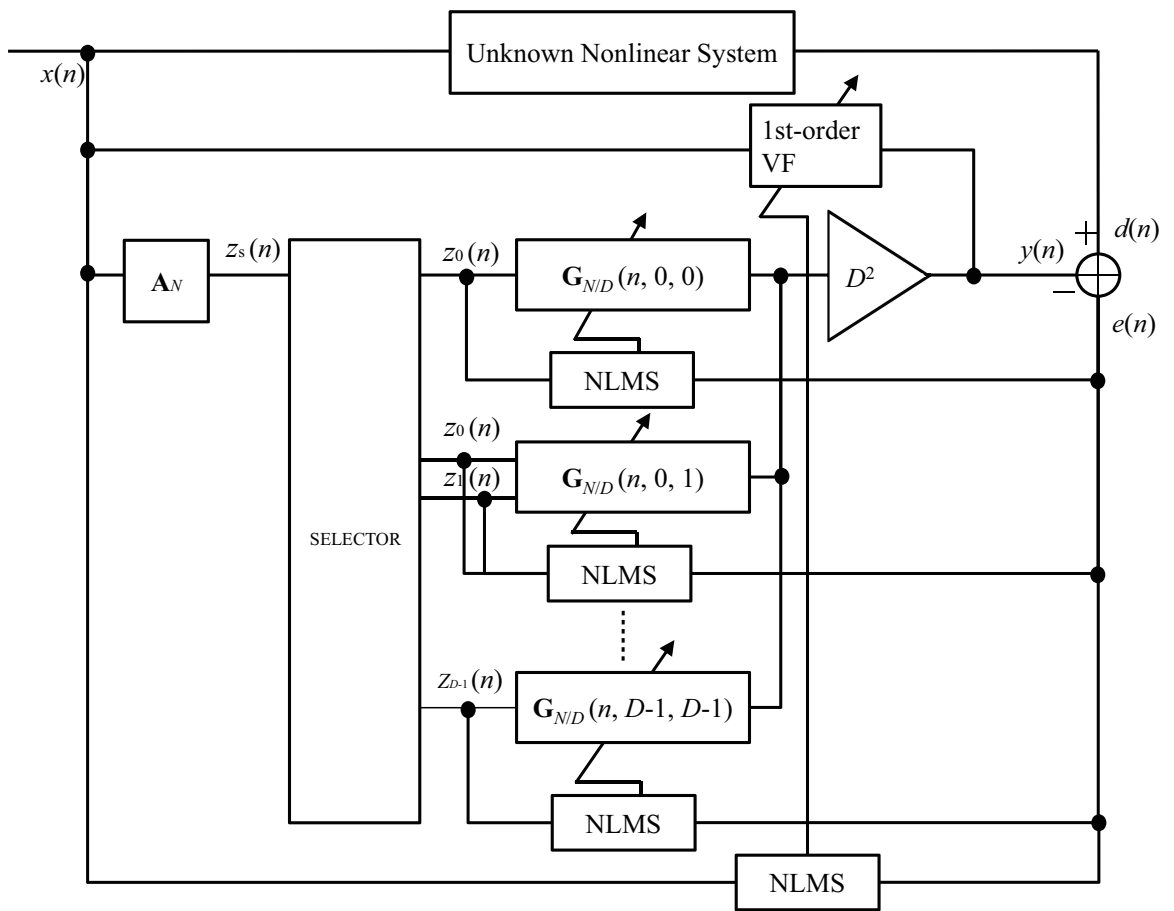 Unknown Nonlinear System
x(n)
1st-order
VF
d(n)
y(n)
e(n)
A_N
z_s(n)
z_0(n)
G_{N/D}(n, 0, 0)
D^2
NLMS
z_0(n)
z_1(n)
G_{N/D}(n, 0, 1)
SELECTOR
NLMS
z_{D-1}(n)
G_{N/D}(n, D-1, D-1)
NLMS
NLMS